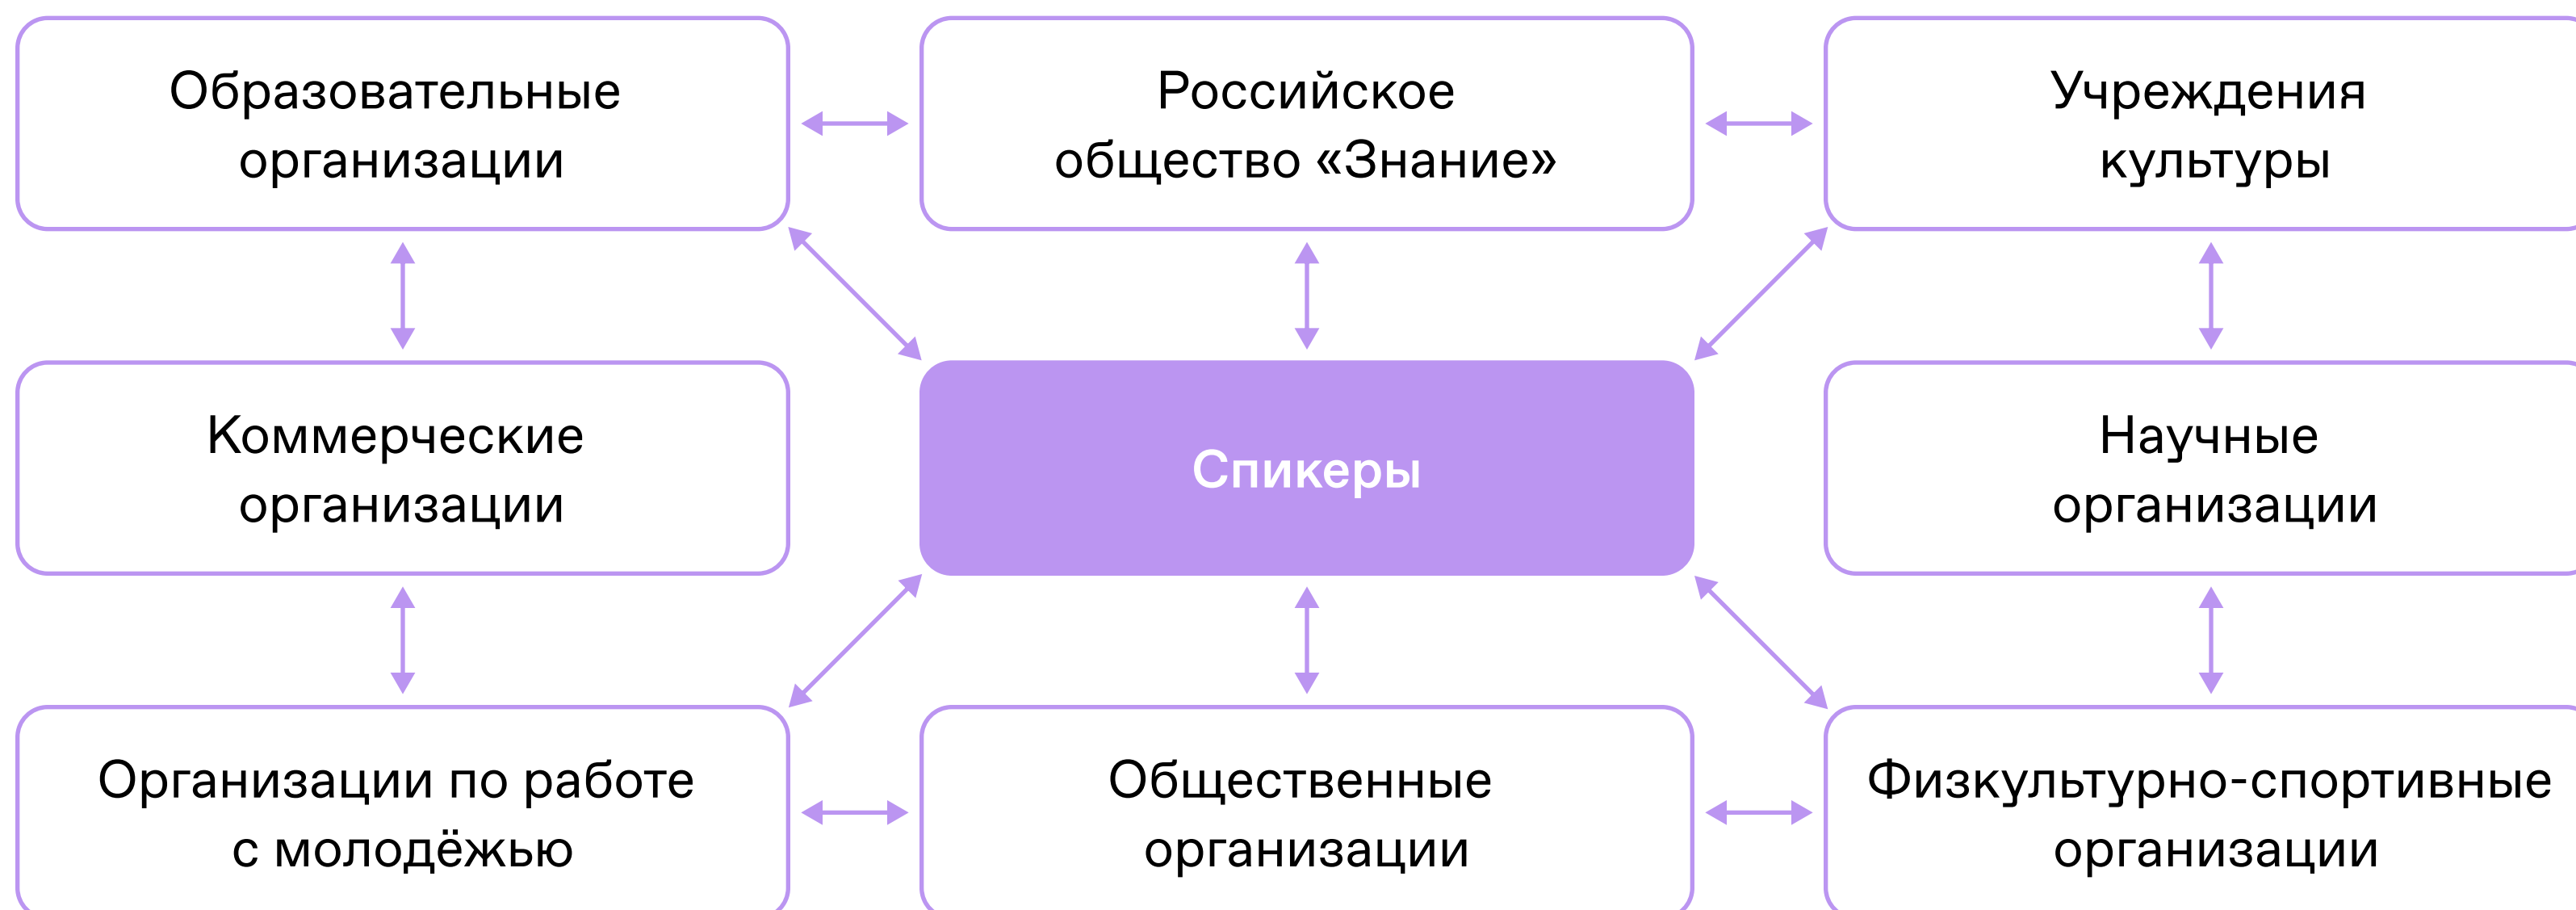 Образовательные
организации
Российское
общество «Знание»
Учреждения
культуры
Коммерческие
организации
Спикеры
Научные
организации
Организации по работе
с молодёжью
Общественные
организации
Физкультурно-спортивные
организации